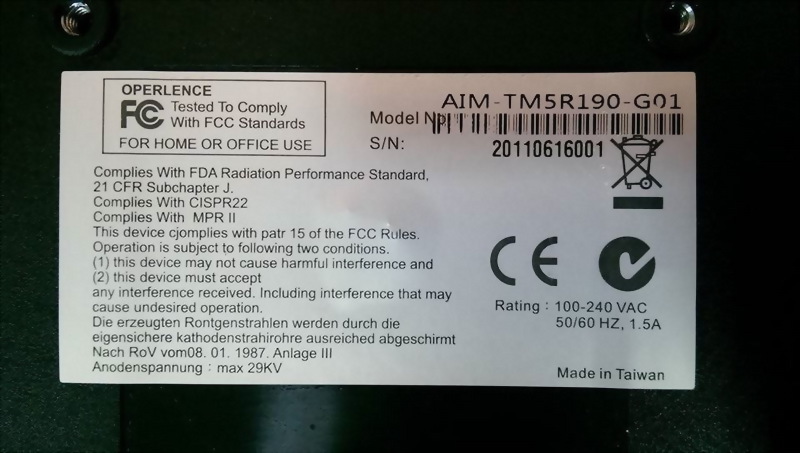 OPERLENCE
FC Tested To Comply
With FCC Standards
FOR HOME OR OFFICE USE
AIM-TM5R190-G01
Model No
S/N:
20110616001
Complies With FDA Radiation Performance Standard,
21 CFR Subchapter J.
Complies With CISPR22
Complies With MPR II
This device cjomplies with patr 15 of the FCC Rules.
Operation is subject to following two conditions.
(1) this device may not cause harmful interference and
(2) this device must accept
any interference received. Including interference that may
cause undesired operation.
Die erzeugten Rontgenstrahlen werden durch die
eigensichere kathodenstrahirohre ausreiched abgeschirmt
Nach RoV vom08. 01. 1987. Anlage III
Anodenspannung : max 29KV
CE
Rating : 100-240 VAC
50/60 HZ, 1.5A
Made in Taiwan